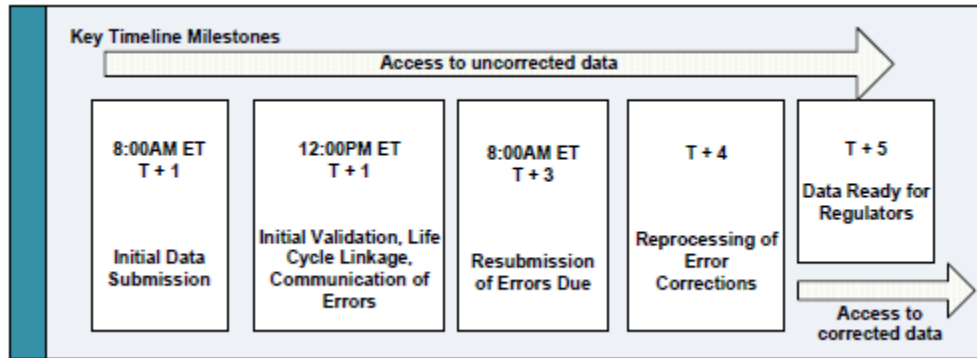 Key Timeline Milestones
Access to uncorrected data
8:00AM ET
T + 1
Initial Data
Submission
12:00PM ET
T + 1
Initial Validation, Life
Cycle Linkage,
Communication of
Errors
8:00AM ET
T + 3
Resubmission
of Errors Due
T + 4
Reprocessing of
Error
Corrections
T + 5
Data Ready for
Regulators
Access to
corrected data